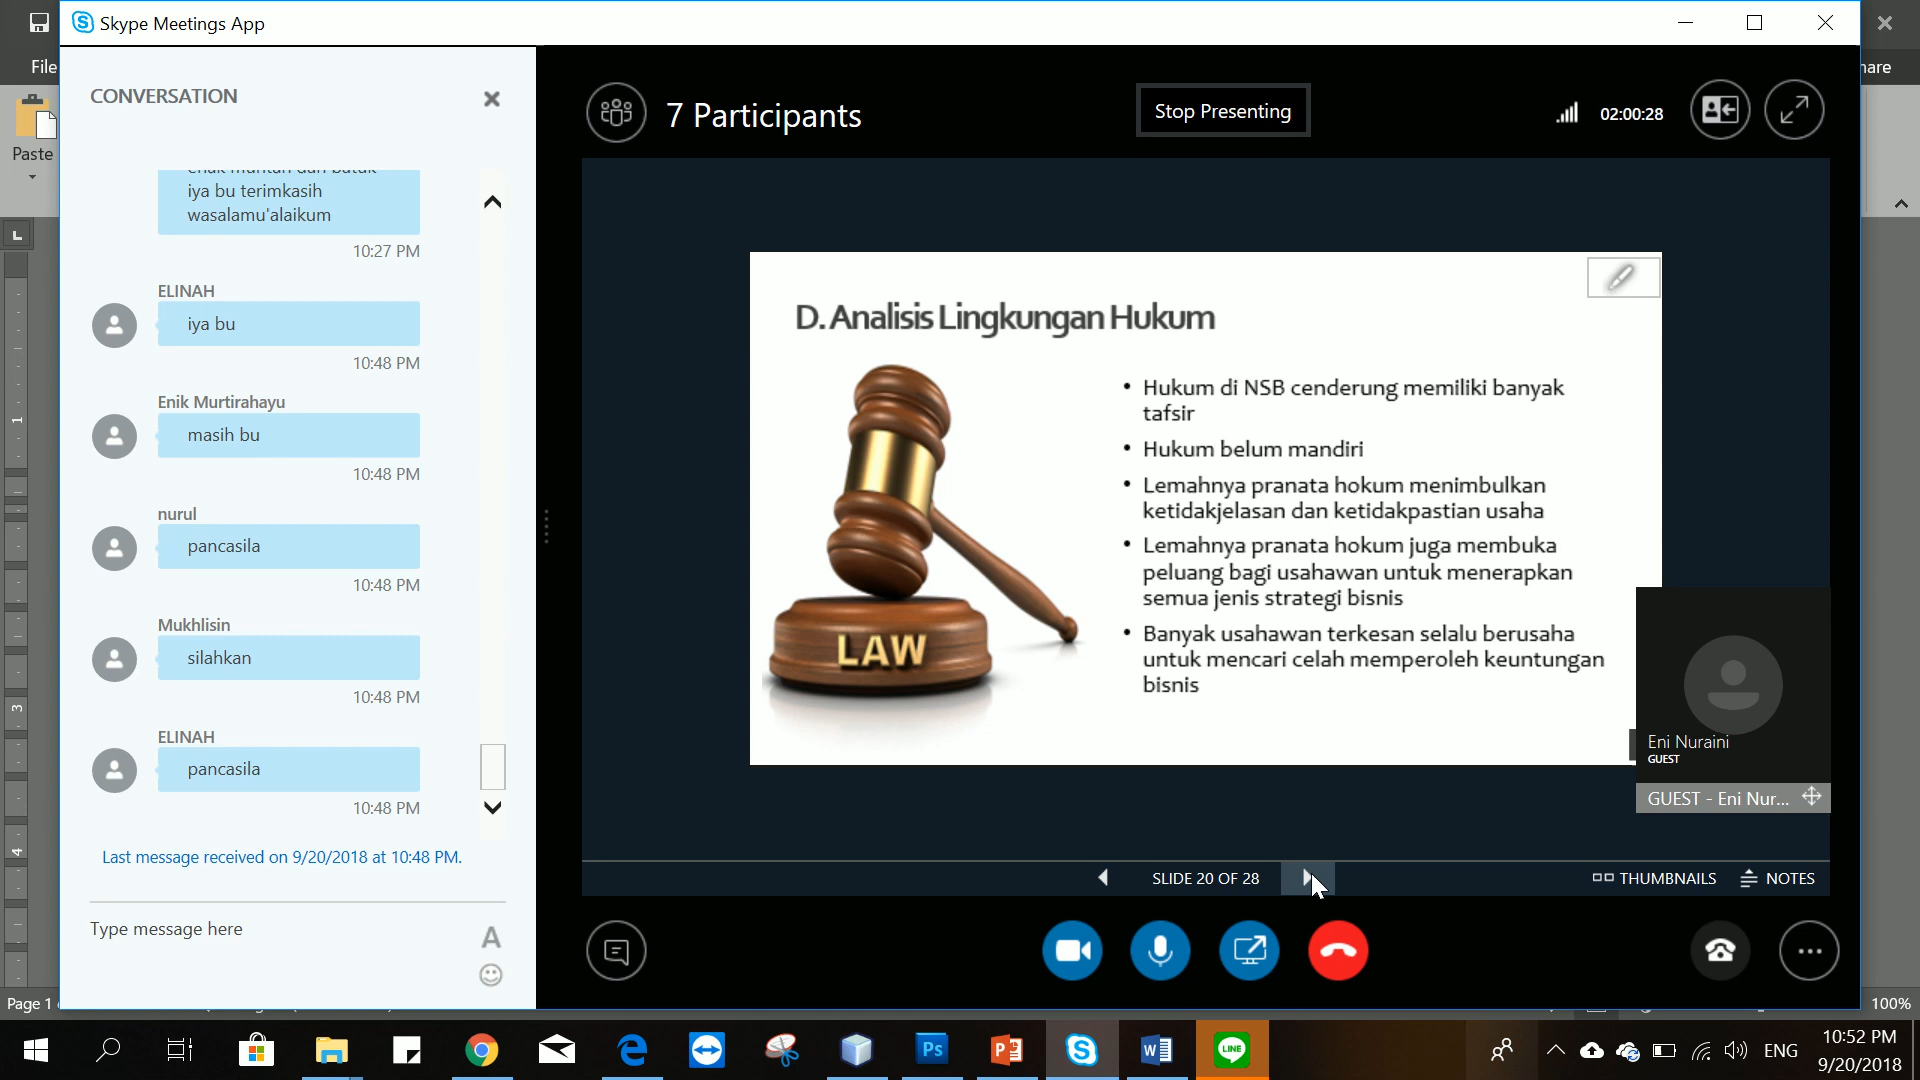 Skype Meetings App
File
Share
Paste
CONVERSATION
iya bu terimkasih
wasalamu'alaikum
10:27 PM
ELINAH
iya bu
10:48 PM
Enik Murtirahayu
masih bu
10:48 PM
nurul
pancasila
10:48 PM
Mukhlisin
silahkan
10:48 PM
ELINAH
pancasila
10:48 PM
Last message received on 9/20/2018 at 10:48 PM.
Type message here
A
7 Participants
Stop Presenting
02:00:28
D. Analisis Lingkungan Hukum
LAW
• Hukum di NSB cenderung memiliki banyak
tafsir
• Hukum belum mandiri
• Lemahnya pranata hokum menimbulkan
ketidakjelasan dan ketidakpastian usaha
• Lemahnya pranata hokum juga membuka
peluang bagi usahawan untuk menerapkan
semua jenis strategi bisnis
• Banyak usahawan terkesan selalu berusaha
untuk mencari celah memperoleh keuntungan
bisnis
Eni Nuraini
GUEST
GUEST - Eni Nur...
SLIDE 20 OF 28
THUMBNAILS
NOTES
1
3
4
Page 1
100%
Ps
LINE
ENG
10:52 PM
9/20/2018